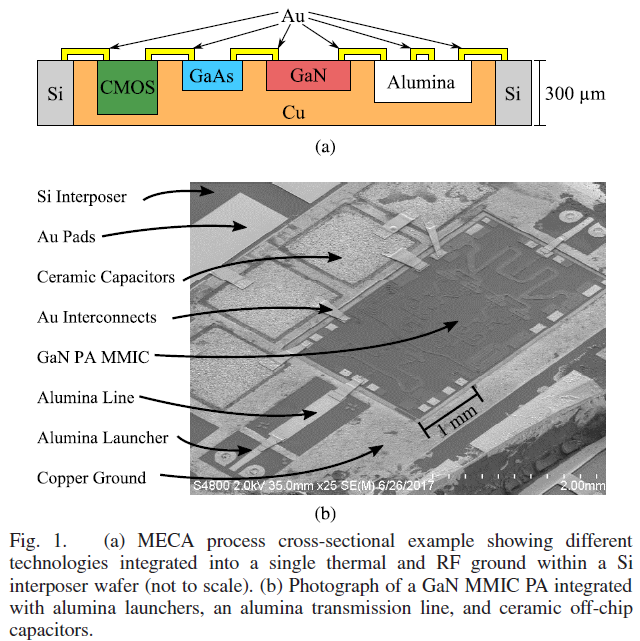 Au
Si
CMOS
GaAs
GaN
Alumina
Si
300 µm
Cu
(a)
Si Interposer
Au Pads
Ceramic Capacitors
Au Interconnects
GaN PA MMIC
Alumina Line
Alumina Launcher
Copper Ground
1 mm
S4800 2.0kV 35.0mm x25 SE(M) 6/26/2017
2.00mm
(b)
Fig. 1. (a) MECA process cross-sectional example showing different
technologies integrated into a single thermal and RF ground within a Si
interposer wafer (not to scale). (b) Photograph of a GaN MMIC PA integrated
with alumina launchers, an alumina transmission line, and ceramic off-chip
capacitors.